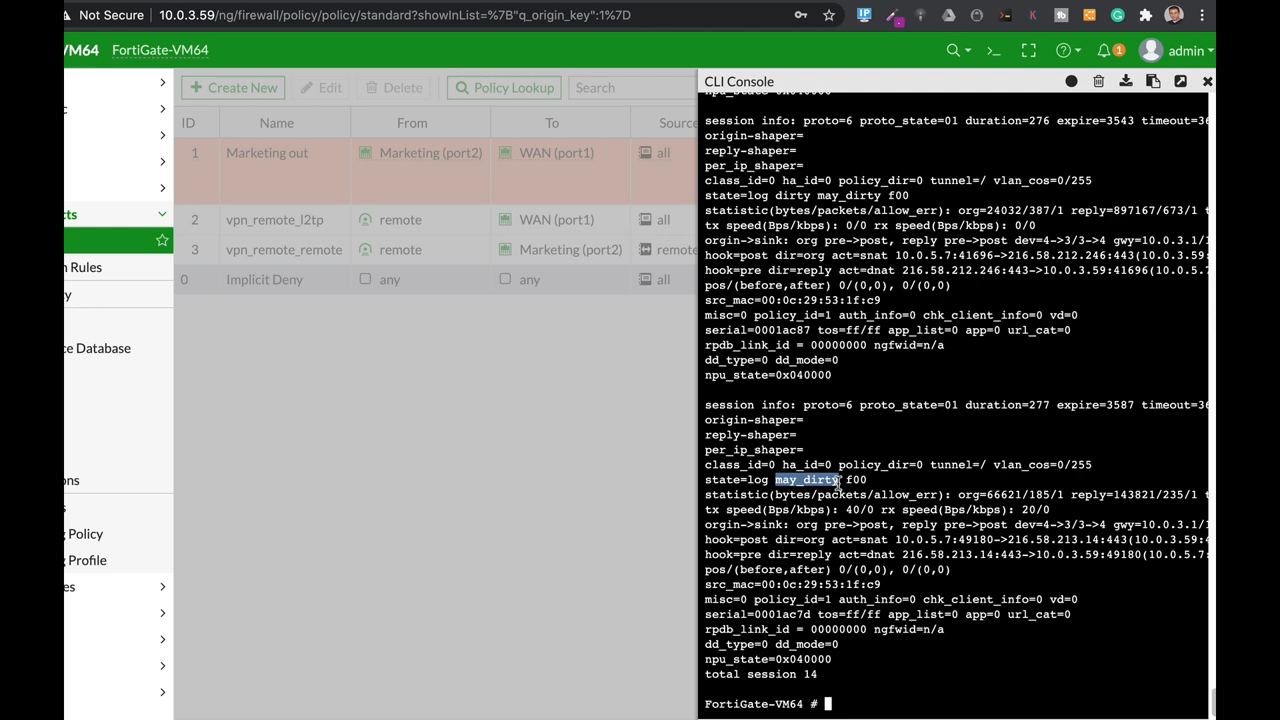 Not Secure 10.0.3.59/ng/firewall/policy/policy/standard?showInList=%7B"q_origin_key":1%7D
VM64 FortiGate-VM64
1 admin
Create New Edit Delete Policy Lookup Search
ID Name From To Source
1 Marketing out Marketing (port2) WAN (port1) all
2 vpn_remote_l2tp remote WAN (port1) all
3 vpn_remote_remote remote Marketing (port2) remote
0 Implicit Deny any any all
cts
n Rules
y
ce Database
ons
s
Policy
g Profile
es
CLI Console
npu_state=0x040000
session info: proto=6 proto_state=01 duration=276 expire=3543 timeout=36
origin-shaper=
reply-shaper=
per_ip_shaper=
class_id=0 ha_id=0 policy_dir=0 tunnel=/ vlan_cos=0/255
state=log dirty may_dirty f00
statistic(bytes/packets/allow_err): org=24032/387/1 reply=897167/673/1 t
tx speed(Bps/kbps): 0/0 rx speed(Bps/kbps): 0/0
orgin->sink: org pre->post, reply pre->post dev=4->3/3->4 gwy=10.0.3.1/1
hook=post dir=org act=snat 10.0.5.7:41696->216.58.212.246:443(10.0.3.59:
hook=pre dir=reply act=dnat 216.58.212.246:443->10.0.3.59:41696(10.0.5.7
pos/(before,after) 0/(0,0), 0/(0,0)
src_mac=00:0c:29:53:1f:c9
misc=0 policy_id=1 auth_info=0 chk_client_info=0 vd=0
serial=0001ac87 tos=ff/ff app_list=0 app=0 url_cat=0
rpdb_link_id = 00000000 ngfwid=n/a
dd_type=0 dd_mode=0
npu_state=0x040000
session info: proto=6 proto_state=01 duration=277 expire=3587 timeout=36
origin-shaper=
reply-shaper=
per_ip_shaper=
class_id=0 ha_id=0 policy_dir=0 tunnel=/ vlan_cos=0/255
state=log may_dirty f00
statistic(bytes/packets/allow_err): org=66621/185/1 reply=143821/235/1 t
tx speed(Bps/kbps): 40/0 rx speed(Bps/kbps): 20/0
orgin->sink: org pre->post, reply pre->post dev=4->3/3->4 gwy=10.0.3.1/1
hook=post dir=org act=snat 10.0.5.7:49180->216.58.213.14:443(10.0.3.59:4
hook=pre dir=reply act=dnat 216.58.213.14:443->10.0.3.59:49180(10.0.5.7:
pos/(before,after) 0/(0,0), 0/(0,0)
src_mac=00:0c:29:53:1f:c9
misc=0 policy_id=1 auth_info=0 chk_client_info=0 vd=0
serial=0001ac7d tos=ff/ff app_list=0 app=0 url_cat=0
rpdb_link_id = 00000000 ngfwid=n/a
dd_type=0 dd_mode=0
npu_state=0x040000
total session 14
FortiGate-VM64 #